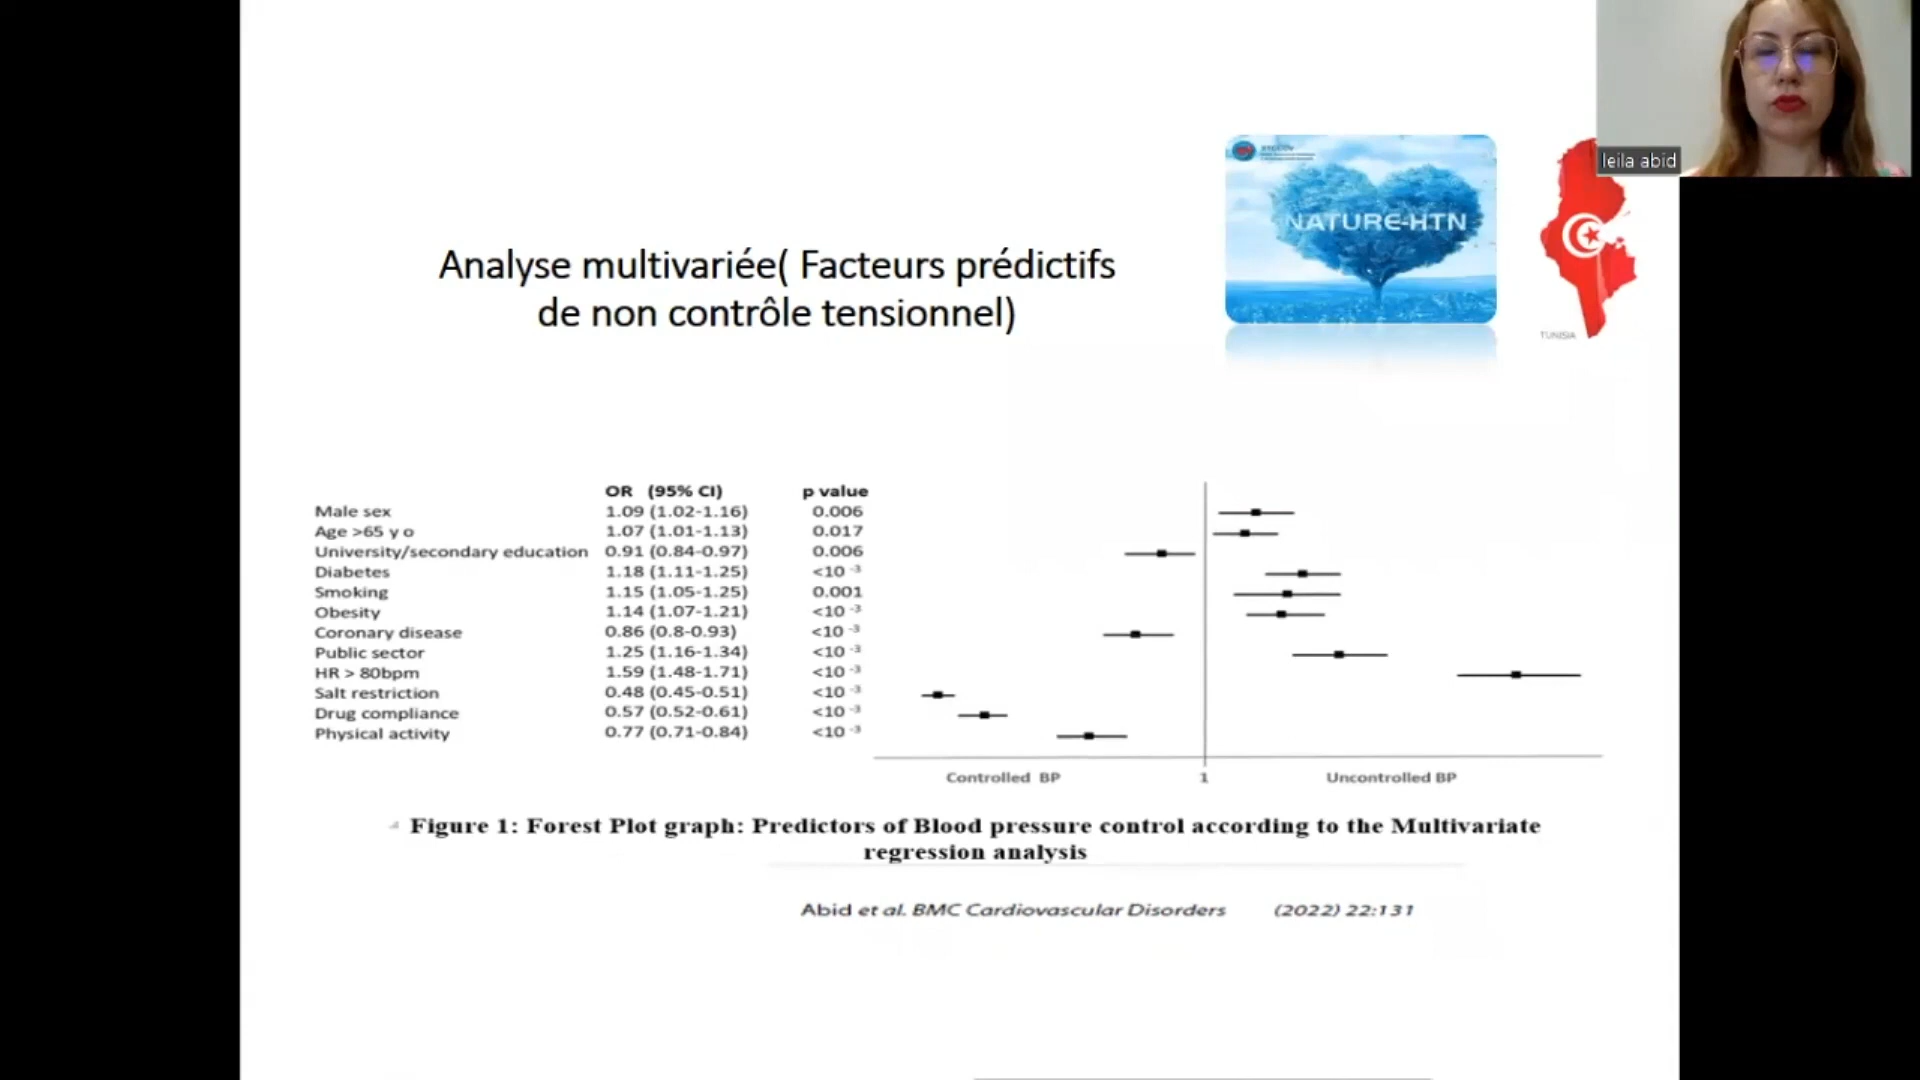 leila abid
NATURE-HTN
TUNISIA
Analyse multivariée( Facteurs prédictifs
de non contrôle tensionnel)
OR (95% CI) p value
Male sex 1.09 (1.02-1.16) 0.006
Age >65 y o 1.07 (1.01-1.13) 0.017
University/secondary education 0.91 (0.84-0.97) 0.006
Diabetes 1.18 (1.11-1.25) <10 -3
Smoking 1.15 (1.05-1.25) 0.001
Obesity 1.14 (1.07-1.21) <10 -3
Coronary disease 0.86 (0.8-0.93) <10 -3
Public sector 1.25 (1.16-1.34) <10 -3
HR > 80bpm 1.59 (1.48-1.71) <10 -3
Salt restriction 0.48 (0.45-0.51) <10 -3
Drug compliance 0.57 (0.52-0.61) <10 -3
Physical activity 0.77 (0.71-0.84) <10 -3
Controlled BP 1 Uncontrolled BP
Figure 1: Forest Plot graph: Predictors of Blood pressure control according to the Multivariate
regression analysis
Abid et al. BMC Cardiovascular Disorders (2022) 22:131